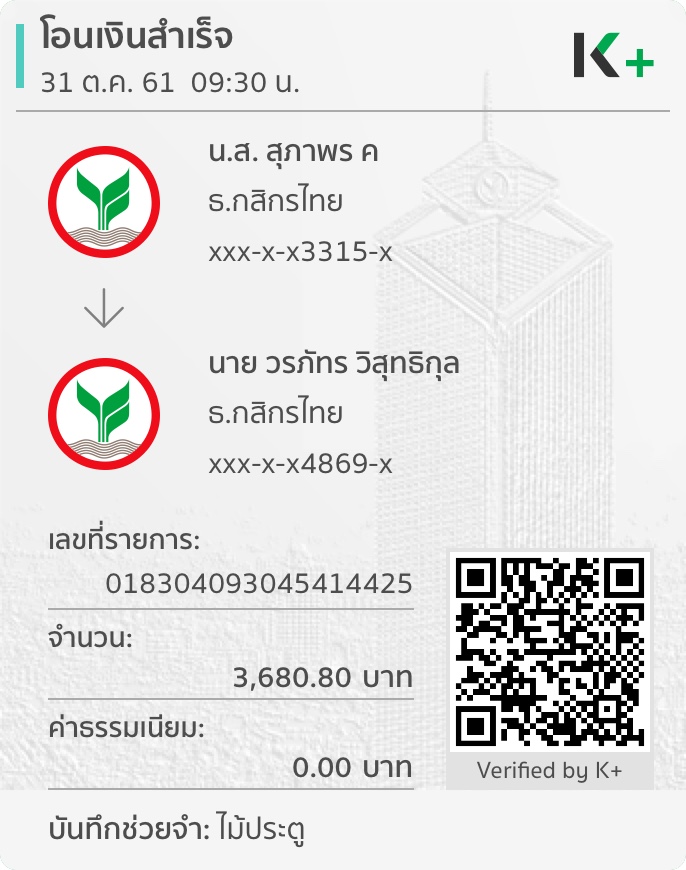 โอนเงินสำเร็จ
31 ต.ค. 61 09:30 น.
K+
น.ส. สุภาพร ค
ธ.กสิกรไทย
xxx-x-x3315-x
นาย วรภัทร วิสุทธิกุล
ธ.กสิกรไทย
xxx-x-x4869-x
เลขที่รายการ:
018304093045414425
จำนวน:
3,680.80 บาท
ค่าธรรมเนียม:
0.00 บาท
Verified by K+
บันทึกช่วยจำ: ไม้ประตู